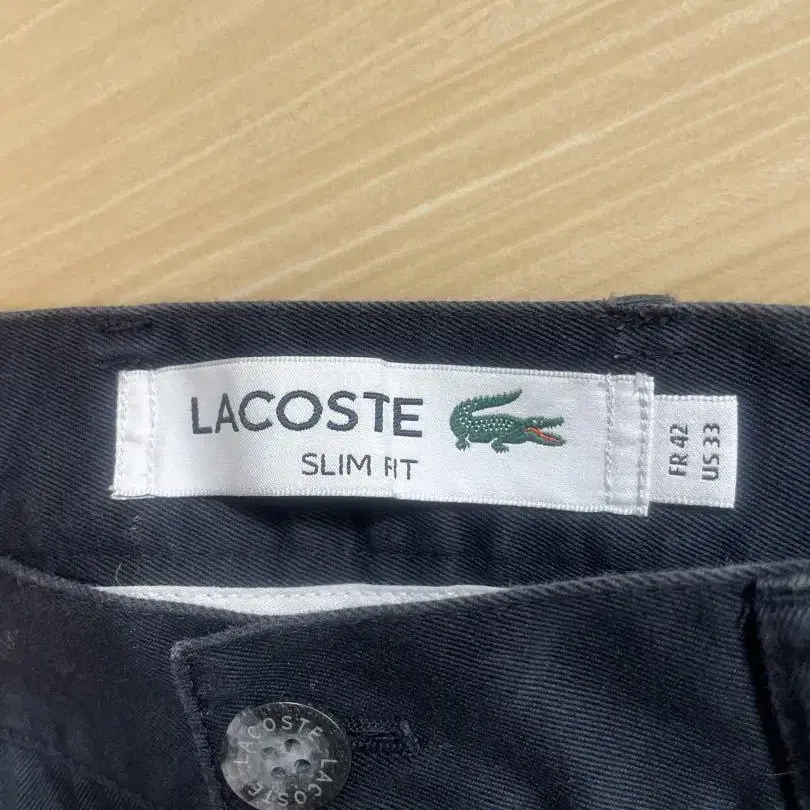 LACOSTE
SLIM FIT
FR 42
US 33
LACOSTE LACOSTE